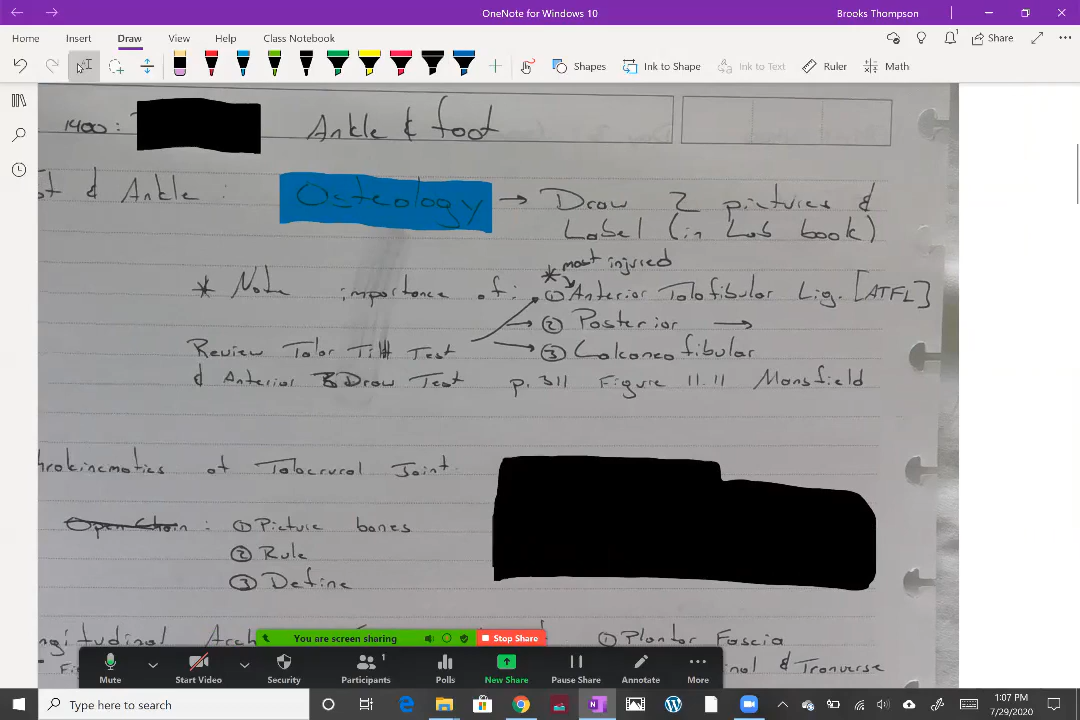 OneNote for Windows 10
Brooks Thompson
Home Insert Draw View Help Class Notebook
Share
Shapes Ink to Shape Ink to Text Ruler Math
1400: Ankle & foot
& Ankle : Osteology → Draw 2 pictures &
Label (in Lab book)
* most injured
* Note importance of: ① Anterior Talofibular Lig. [ATFL]
② Posterior →
Review Talar Tilt Test ③ Calcaneofibular
& Anterior Draw Test p.311 Figure 11.11 Mansfield
hrokinematics of Talocrural Joint
Open Chain : ① Picture bones
② Rule
③ Define
ngitudinal Arch ① Plantar Fascia
You are screen sharing Stop Share
& Tranverse
Mute Start Video Security Participants 1 Polls New Share Pause Share Annotate More
Type here to search
1:07 PM
7/29/2020